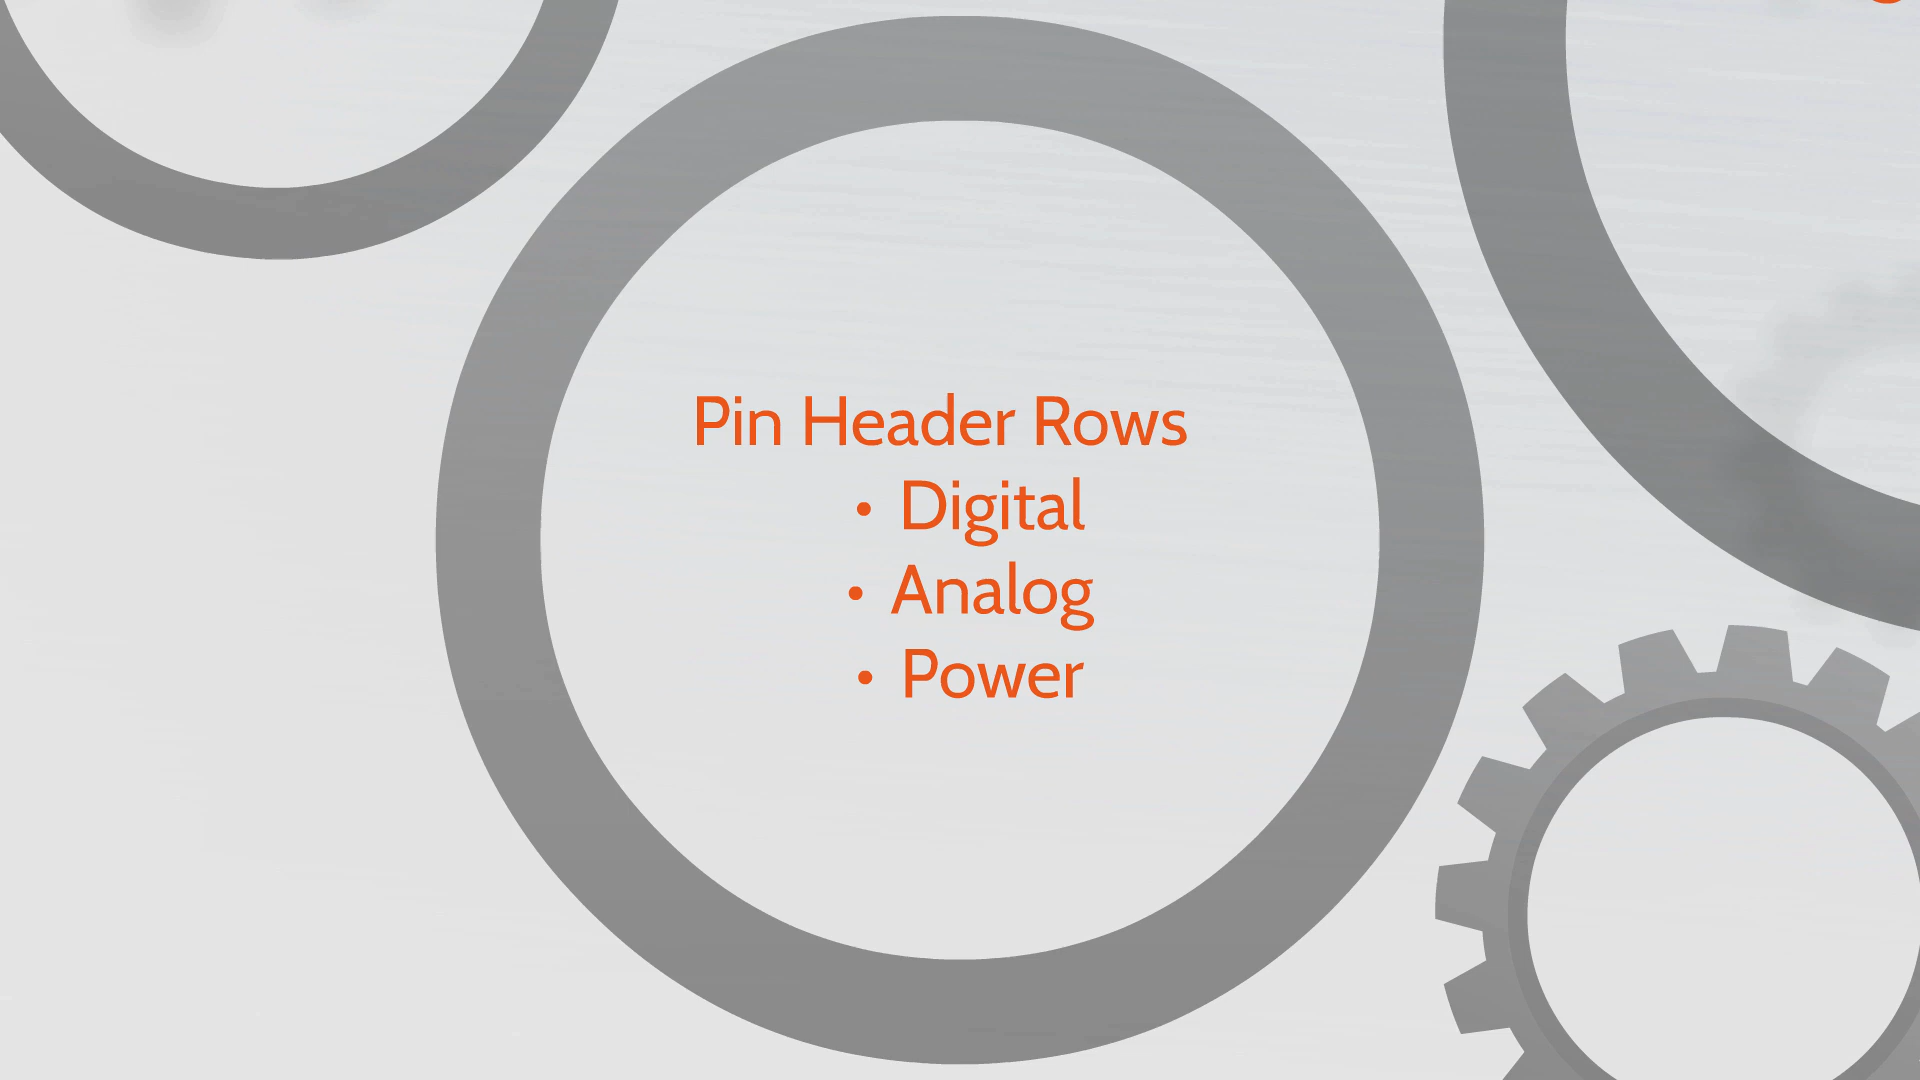 Pin Header Rows
• Digital
• Analog
• Power